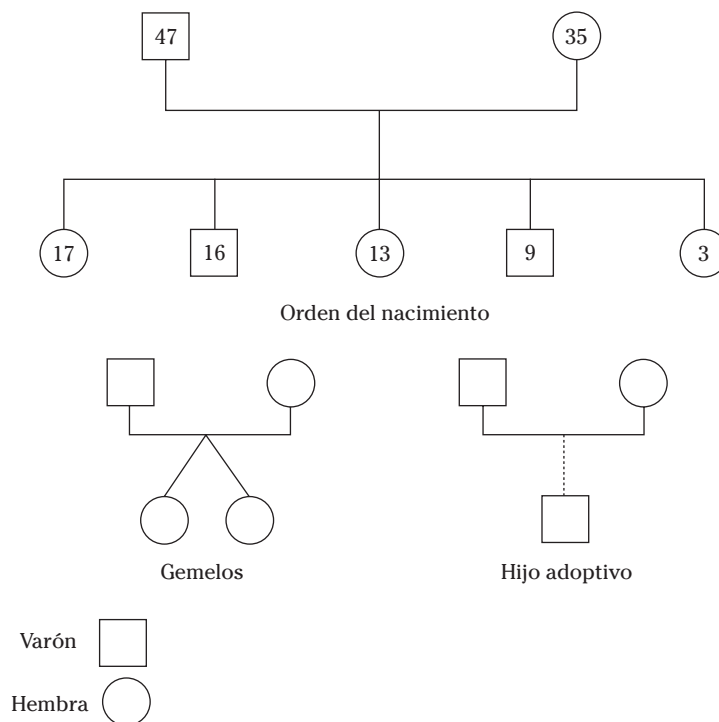 47 35
17 16 13 9 3
Orden del nacimiento
Gemelos Hijo adoptivo
Varón
Hembra